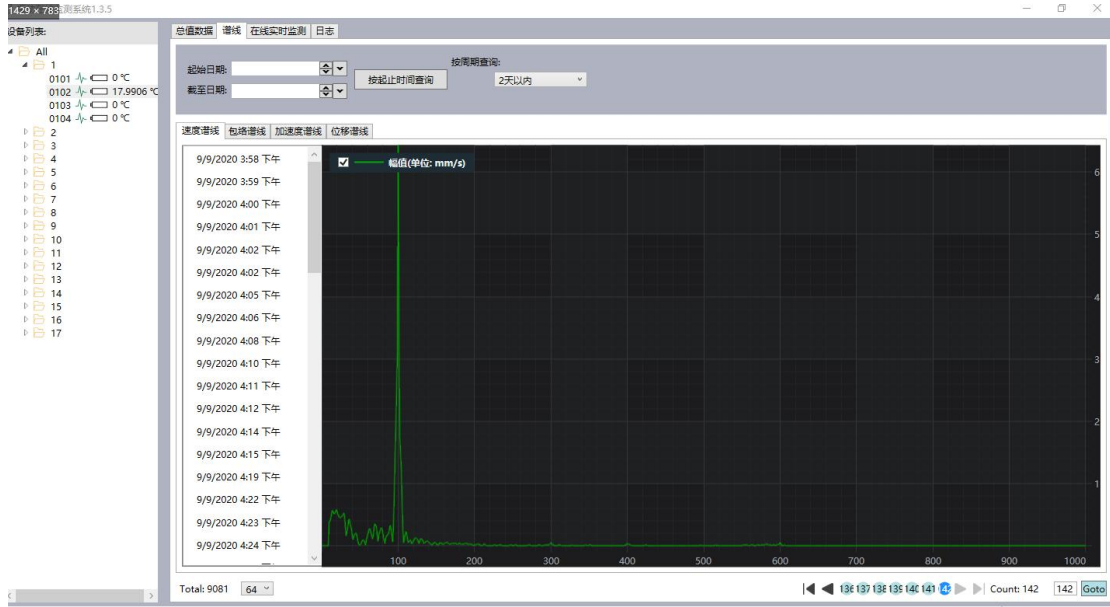 1429 × 783
测系统1.3.5
设备列表:
All
1
0101 0 ℃
0102 17.9906 ℃
0103 0 ℃
0104 0 ℃
2
3
4
5
6
7
8
9
10
11
12
13
14
15
16
17
总值数据 谱线 在线实时监测 日志
起始日期:
截至日期:
按起止时间查询
按周期查询:
2天以内
速度谱线 包络谱线 加速度谱线 位移谱线
9/9/2020 3:58 下午
9/9/2020 3:59 下午
9/9/2020 4:00 下午
9/9/2020 4:01 下午
9/9/2020 4:02 下午
9/9/2020 4:02 下午
9/9/2020 4:05 下午
9/9/2020 4:06 下午
9/9/2020 4:08 下午
9/9/2020 4:10 下午
9/9/2020 4:11 下午
9/9/2020 4:12 下午
9/9/2020 4:14 下午
9/9/2020 4:15 下午
9/9/2020 4:19 下午
9/9/2020 4:22 下午
9/9/2020 4:23 下午
9/9/2020 4:24 下午
幅值(单位: mm/s)
6
5
4
3
2
1
100 200 300 400 500 600 700 800 900 1000
Total: 9081 64
136 137 138 139 140 141 142 Count: 142 142 Goto